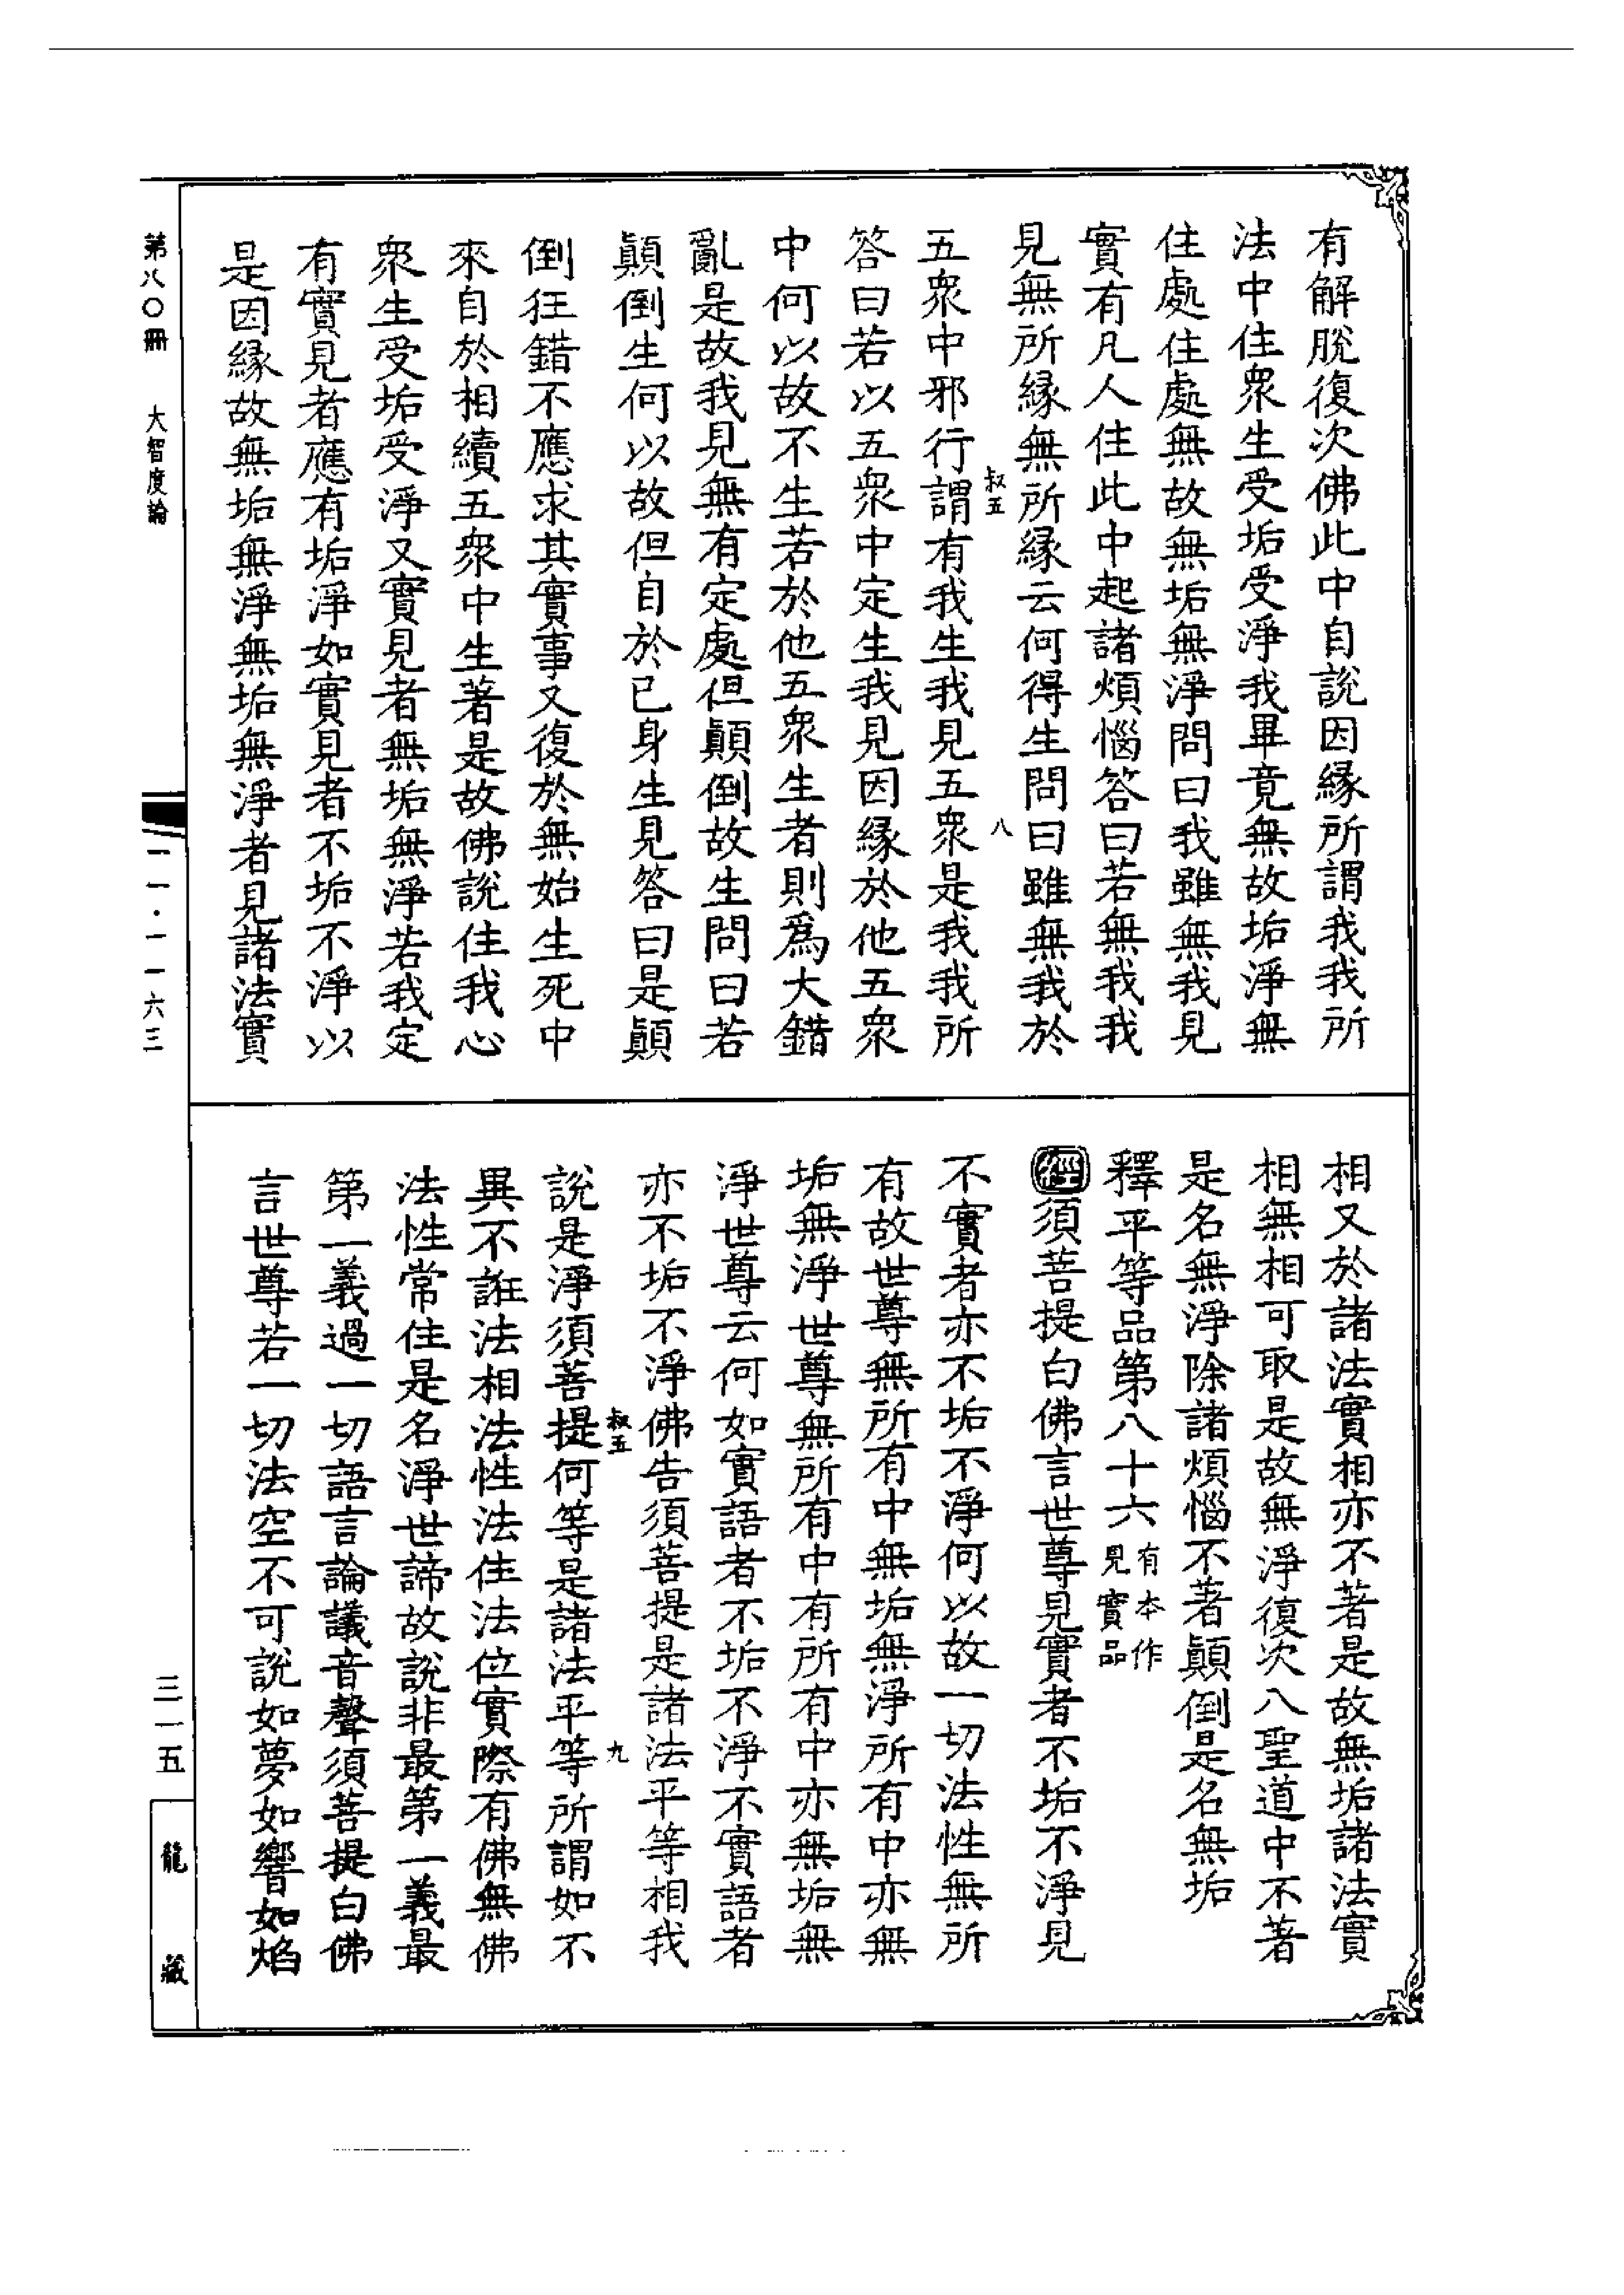 有解脫復次佛此中自說因緣所謂我我所
法中住衆生受垢受淨我畢竟無故垢淨無
住處住處無故無垢無淨問曰我雖無我見
實有凡人住此中起諸煩惱答曰若無我我
見無所緣無所緣云何得生問曰雖無我於
叔五
八
五衆中邪行謂有我生我見五衆是我我所
答曰若以五衆中定生我見因緣於他五衆
中何以故不生若於他五衆生者則爲大錯
亂是故我見無有定處但顚倒故生問曰若
顚倒生何以故但自於已身生見答曰是顚
倒狂錯不應求其實事又復於無始生死中
來自於相續五衆中生著是故佛說住我心
衆生受垢受淨又實見者無垢無淨若我定
有實見者應有垢淨如實見者不垢不淨以
是因緣故無垢無淨無垢無淨者見諸法實
相又於諸法實相亦不著是故無垢諸法實
相無相可取是故無淨復次八聖道中不著
是名無淨除諸煩惱不著顚倒是名無垢
釋平等品第八十六有本作見實品
經須菩提白佛言世尊見實者不垢不淨見
不實者亦不垢不淨何以故一切法性無所
有故世尊無所有中無垢無淨所有中亦無
垢無淨世尊無所有中有所有中亦無垢無
淨世尊云何如實語者不垢不淨不實語者
亦不垢不淨佛告須菩提是諸法平等相我
叔五
九
說是淨須菩提何等是諸法平等所謂如不
異不誑法相法性法住法位實際有佛無佛
法性常住是名淨世諦故說非最第一義最
第一義過一切語言論議音聲須菩提白佛
言世尊若一切法空不可說如夢如響如焰
第八〇冊
大智度論
一一·一一六三
三一五
龍藏